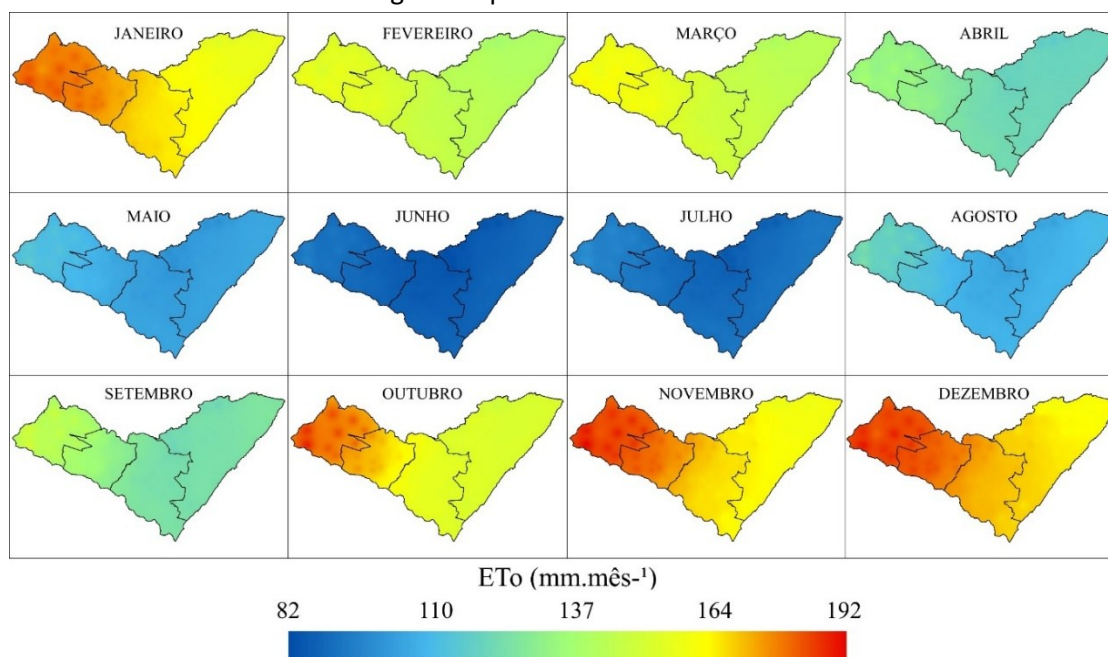 JANEIRO
FEVEREIRO
MARÇO
ABRIL
MAIO
JUNHO
JULHO
AGOSTO
SETEMBRO
OUTUBRO
NOVEMBRO
DEZEMBRO
ETo (mm.mês-¹)
82 110 137 164 192